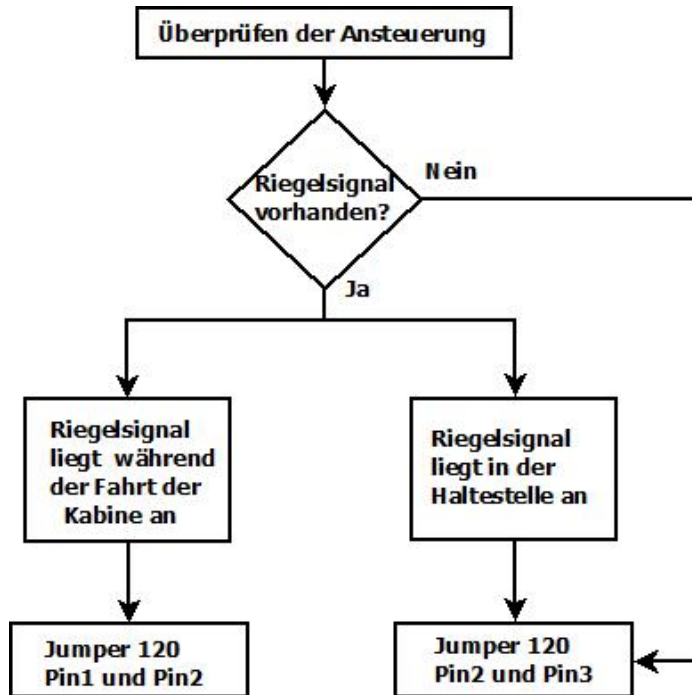 Überprüfen der Ansteuerung
Riegelsignal
vorhanden?
Nein
Ja
Riegelsignal
liegt während
der Fahrt der
Kabine an
Riegelsignal
liegt in der
Haltestelle an
Jumper 120
Pin1 und Pin2
Jumper 120
Pin2 und Pin3